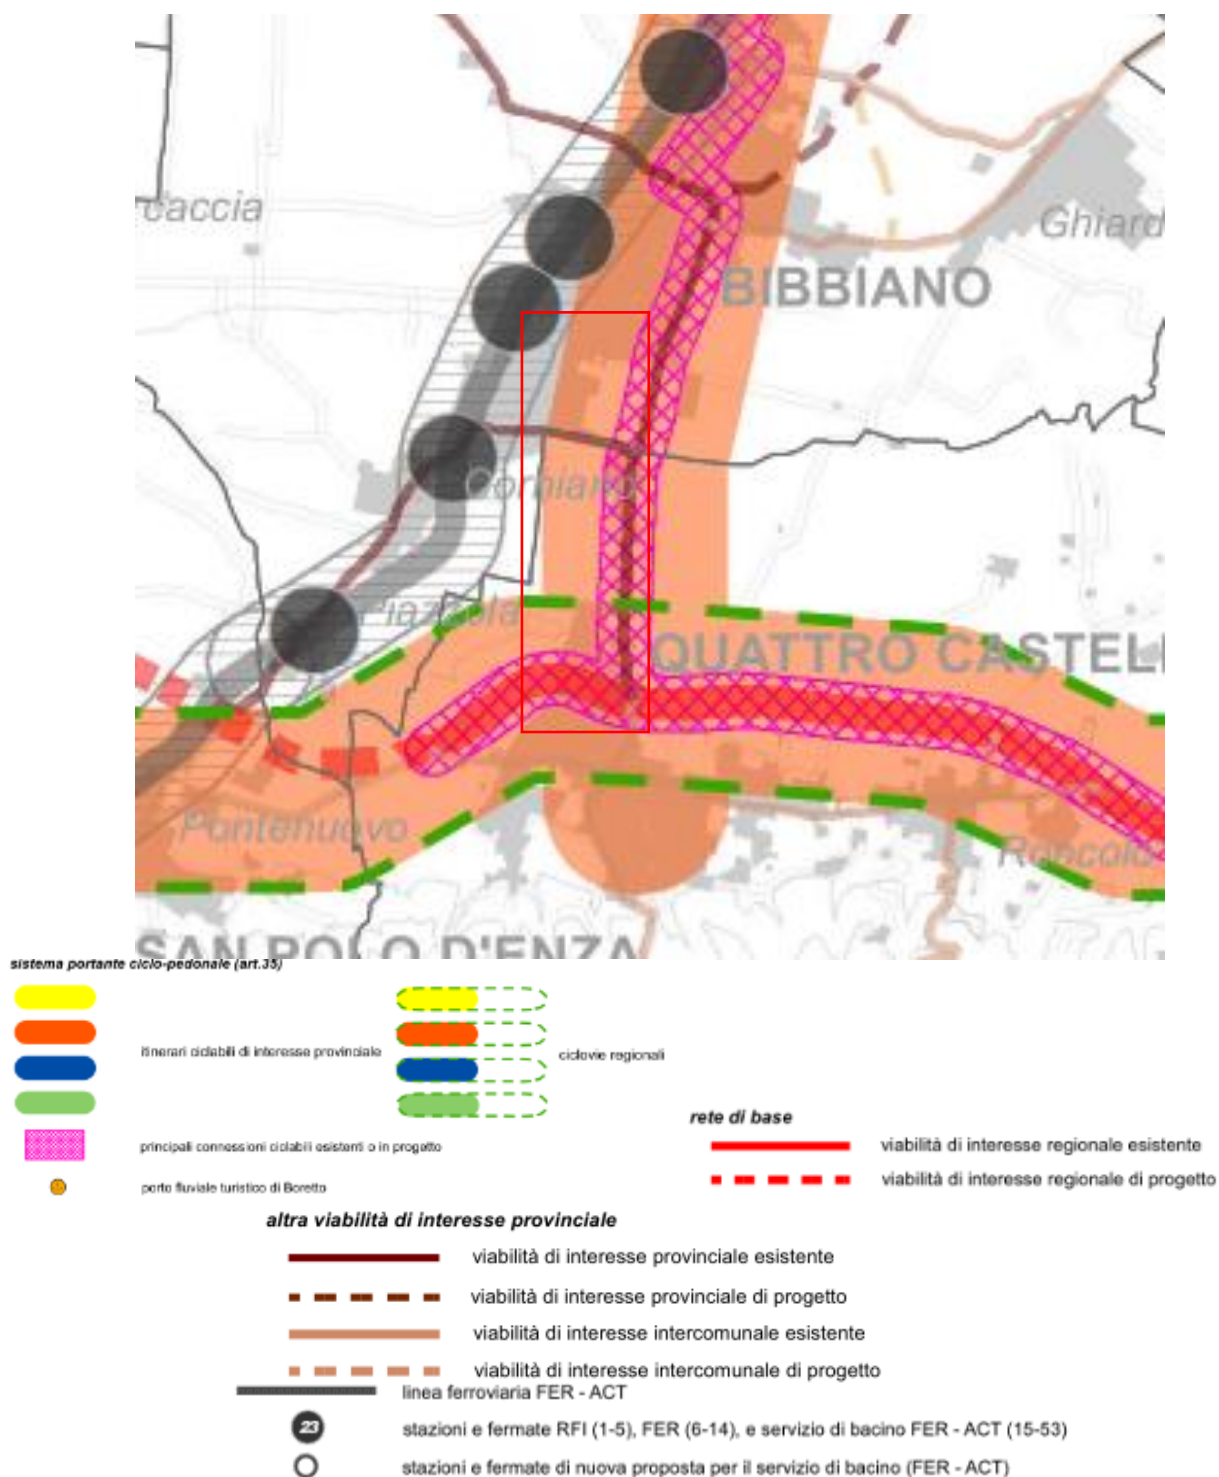 caccia
Ghiard
BIBBIANO
Corniano
Piazzola
QUATTRO CASTELL
Pontenuovo
Roncolo
SAN POLO D'ENZA
sistema portante ciclo-pedonale (art.35)
itinerari ciclabili di interesse provinciale
ciclovie regionali
principali connessioni ciclabili esistenti o in progetto
porto fluviale turistico di Boretto
rete di base
viabilità di interesse regionale esistente
viabilità di interesse regionale di progetto
altra viabilità di interesse provinciale
viabilità di interesse provinciale esistente
viabilità di interesse provinciale di progetto
viabilità di interesse intercomunale esistente
viabilità di interesse intercomunale di progetto
linea ferroviaria FER - ACT
23 stazioni e fermate RFI (1-5), FER (6-14), e servizio di bacino FER - ACT (15-53)
stazioni e fermate di nuova proposta per il servizio di bacino (FER - ACT)